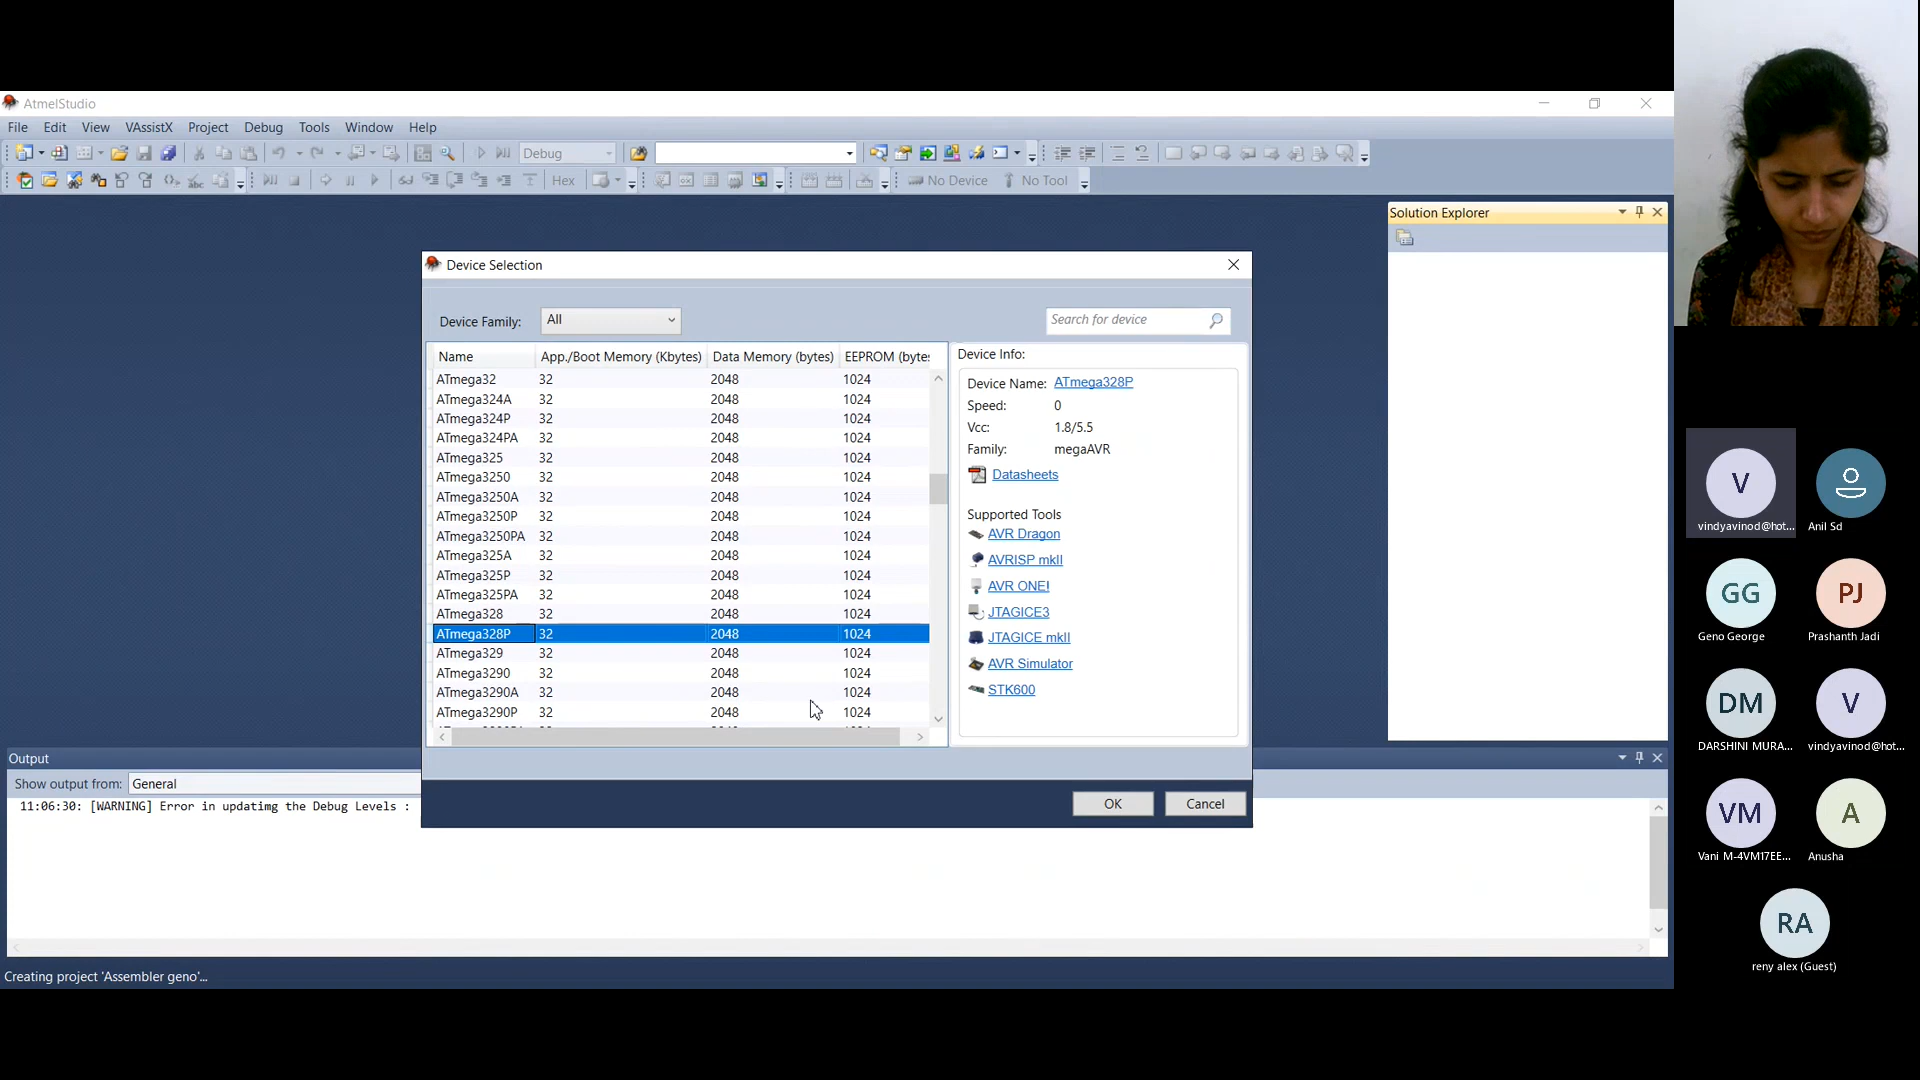 AtmelStudio
File Edit View VAssistX Project Debug Tools Window Help
Debug
Hex No Device No Tool
Solution Explorer
Device Selection
Device Family: All Search for device
Name App./Boot Memory (Kbytes) Data Memory (bytes) EEPROM (bytes
ATmega32 32 2048 1024
ATmega324A 32 2048 1024
ATmega324P 32 2048 1024
ATmega324PA 32 2048 1024
ATmega325 32 2048 1024
ATmega3250 32 2048 1024
ATmega3250A 32 2048 1024
ATmega3250P 32 2048 1024
ATmega3250PA 32 2048 1024
ATmega325A 32 2048 1024
ATmega325P 32 2048 1024
ATmega325PA 32 2048 1024
ATmega328 32 2048 1024
ATmega328P 32 2048 1024
ATmega329 32 2048 1024
ATmega3290 32 2048 1024
ATmega3290A 32 2048 1024
ATmega3290P 32 2048 1024
Device Info:
Device Name: ATmega328P
Speed: 0
Vcc: 1.8/5.5
Family: megaAVR
Datasheets
Supported Tools
AVR Dragon
AVRISP mkII
AVR ONE!
JTAGICE3
JTAGICE mkII
AVR Simulator
STK600
OK Cancel
Output
Show output from: General
11:06:30: [WARNING] Error in updatimg the Debug Levels :
Creating project 'Assembler geno'...
V
vindyavinod@hot... Anil Sd
GG PJ
Geno George Prashanth Jadi
DM V
DARSHINI MURA... vindyavinod@hot...
VM A
Vani M-4VM17EE... Anusha
RA
reny alex (Guest)